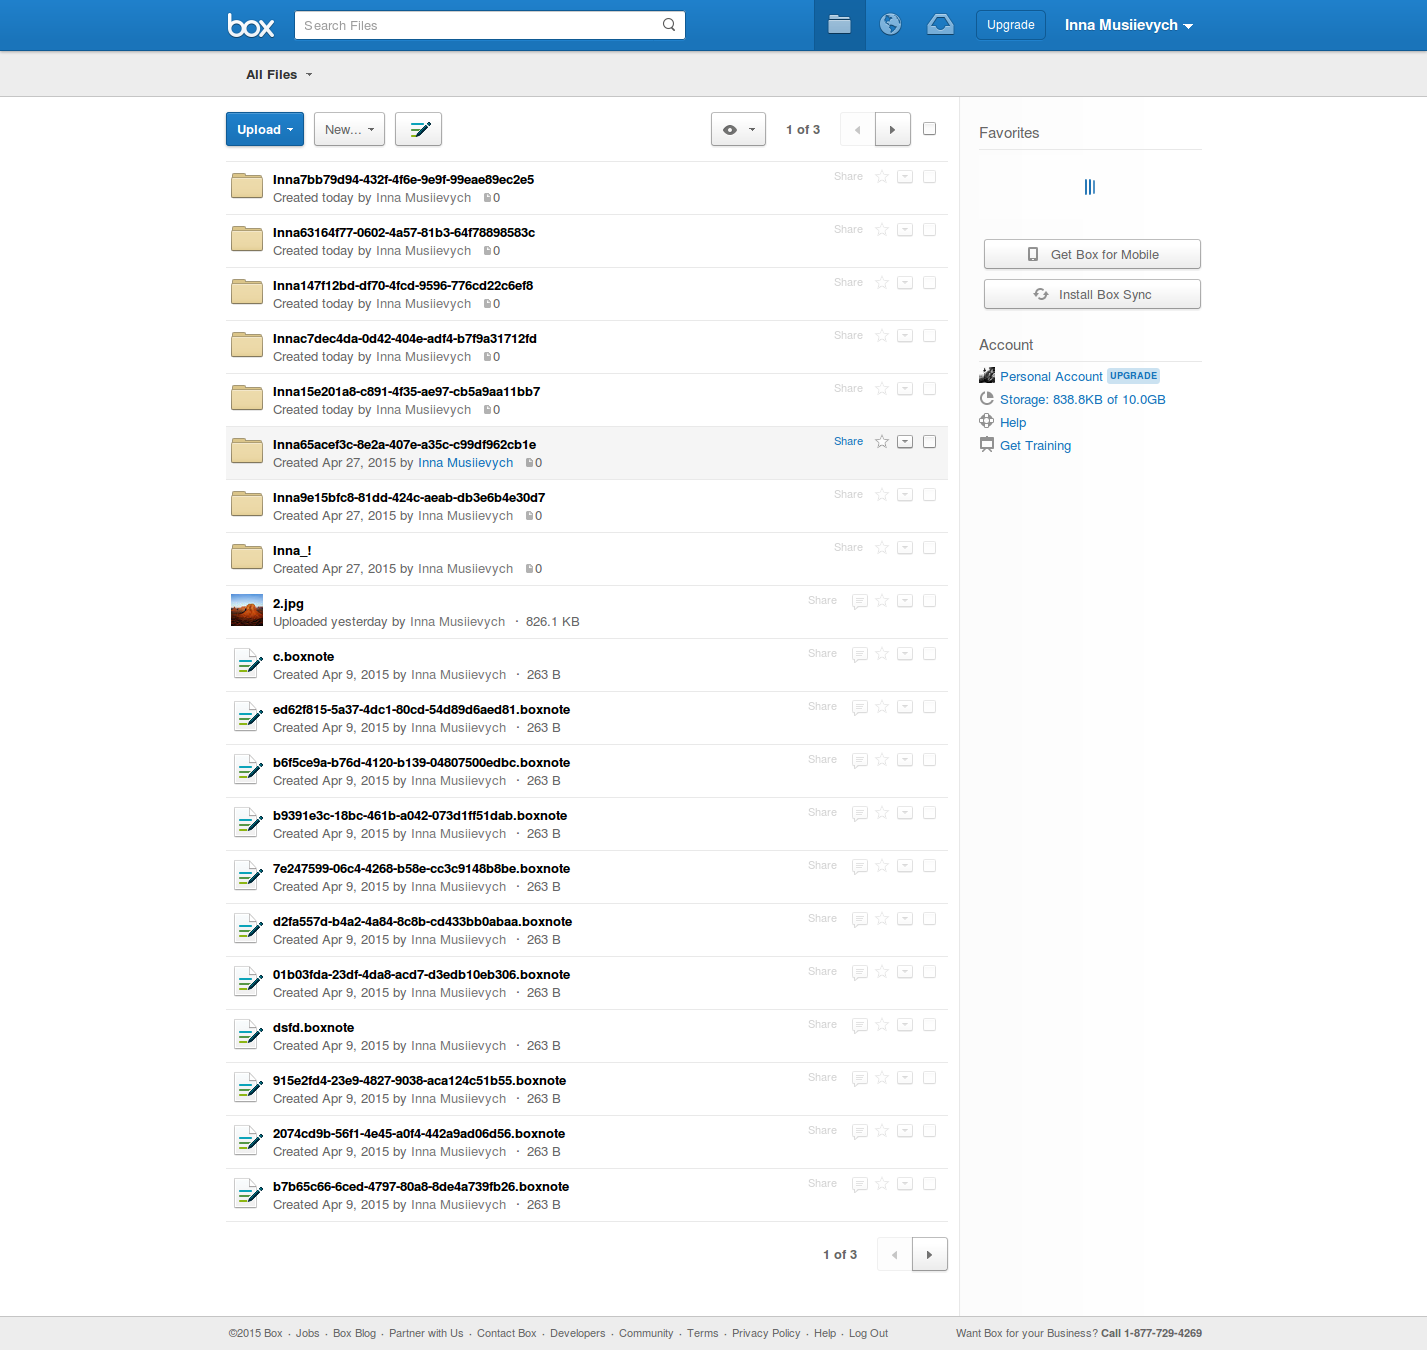 box
Search Files
Upgrade
Inna Musiievych
All Files
Upload
New...
1 of 3
Inna7bb79d94-432f-4f6e-9e9f-99eae89ec2e5
Share
Created today by Inna Musiievych 0
Inna63164f77-0602-4a57-81b3-64f78898583c
Share
Created today by Inna Musiievych 0
Inna147f12bd-df70-4fcd-9596-776cd22c6ef8
Share
Created today by Inna Musiievych 0
Innac7dec4da-0d42-404e-adf4-b7f9a31712fd
Share
Created today by Inna Musiievych 0
Inna15e201a8-c891-4f35-ae97-cb5a9aa11bb7
Share
Created today by Inna Musiievych 0
Inna65acef3c-8e2a-407e-a35c-c99df962cb1e
Share
Created Apr 27, 2015 by Inna Musiievych 0
Inna9e15bfc8-81dd-424c-aeab-db3e6b4e30d7
Share
Created Apr 27, 2015 by Inna Musiievych 0
Inna_!
Share
Created Apr 27, 2015 by Inna Musiievych 0
2.jpg
Share
Uploaded yesterday by Inna Musiievych · 826.1 KB
c.boxnote
Share
Created Apr 9, 2015 by Inna Musiievych · 263 B
ed62f815-5a37-4dc1-80cd-54d89d6aed81.boxnote
Share
Created Apr 9, 2015 by Inna Musiievych · 263 B
b6f5ce9a-b76d-4120-b139-04807500edbc.boxnote
Share
Created Apr 9, 2015 by Inna Musiievych · 263 B
b9391e3c-18bc-461b-a042-073d1ff51dab.boxnote
Share
Created Apr 9, 2015 by Inna Musiievych · 263 B
7e247599-06c4-4268-b58e-cc3c9148b8be.boxnote
Share
Created Apr 9, 2015 by Inna Musiievych · 263 B
d2fa557d-b4a2-4a84-8c8b-cd433bb0abaa.boxnote
Share
Created Apr 9, 2015 by Inna Musiievych · 263 B
01b03fda-23df-4da8-acd7-d3edb10eb306.boxnote
Share
Created Apr 9, 2015 by Inna Musiievych · 263 B
dsfd.boxnote
Share
Created Apr 9, 2015 by Inna Musiievych · 263 B
915e2fd4-23e9-4827-9038-aca124c51b55.boxnote
Share
Created Apr 9, 2015 by Inna Musiievych · 263 B
2074cd9b-56f1-4e45-a0f4-442a9ad06d56.boxnote
Share
Created Apr 9, 2015 by Inna Musiievych · 263 B
b7b65c66-6ced-4797-80a8-8de4a739fb26.boxnote
Share
Created Apr 9, 2015 by Inna Musiievych · 263 B
1 of 3
Favorites
Get Box for Mobile
Install Box Sync
Account
Personal Account UPGRADE
Storage: 838.8KB of 10.0GB
Help
Get Training
©2015 Box · Jobs · Box Blog · Partner with Us · Contact Box · Developers · Community · Terms · Privacy Policy · Help · Log Out
Want Box for your Business? Call 1-877-729-4269